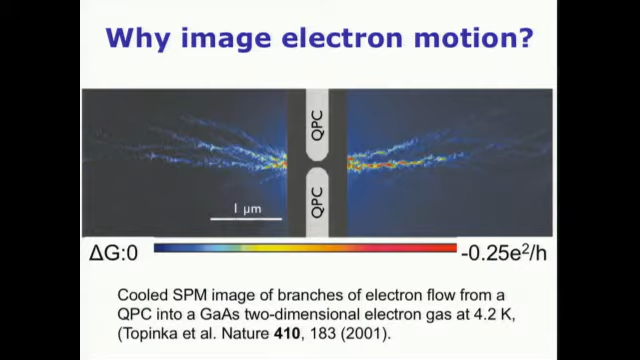 Why image electron motion?
QPC
QPC
1 μm
ΔG:0
-0.25e²/h
Cooled SPM image of branches of electron flow from a
QPC into a GaAs two-dimensional electron gas at 4.2 K,
(Topinka et al. Nature 410, 183 (2001).